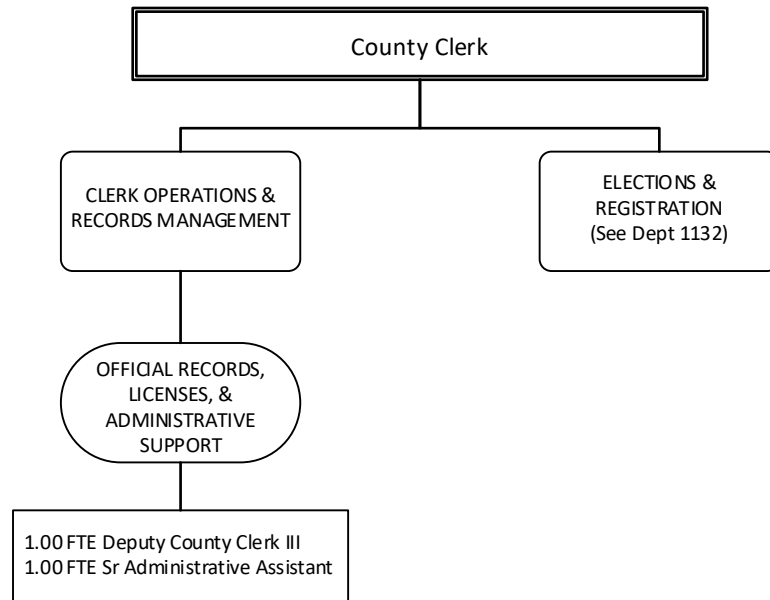 County Clerk
CLERK OPERATIONS &
RECORDS MANAGEMENT
ELECTIONS &
REGISTRATION
(See Dept 1132)
OFFICIAL RECORDS,
LICENSES, &
ADMINISTRATIVE
SUPPORT
1.00 FTE Deputy County Clerk III
1.00 FTE Sr Administrative Assistant